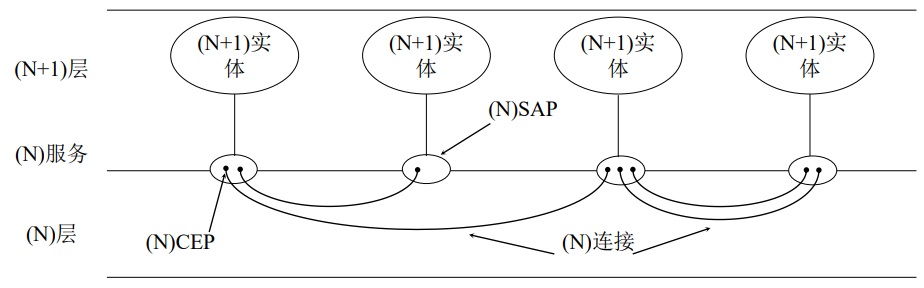 (N+1)实
体
(N+1)实
体
(N+1)实
体
(N+1)实
体
(N+1)层
(N)SAP
(N)服务
(N)层
(N)CEP
(N)连接